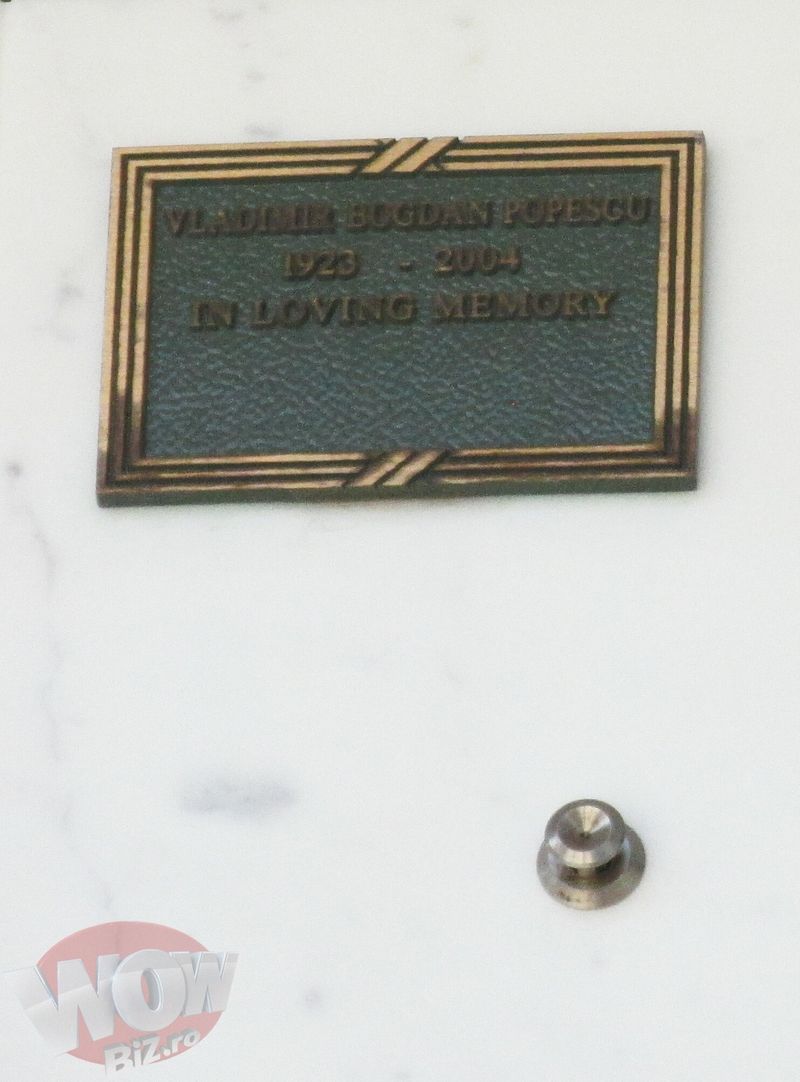 VLADIMIR BOGDAN POPESCU
1923 - 2004
IN LOVING MEMORY
WOW
BiZ.ro